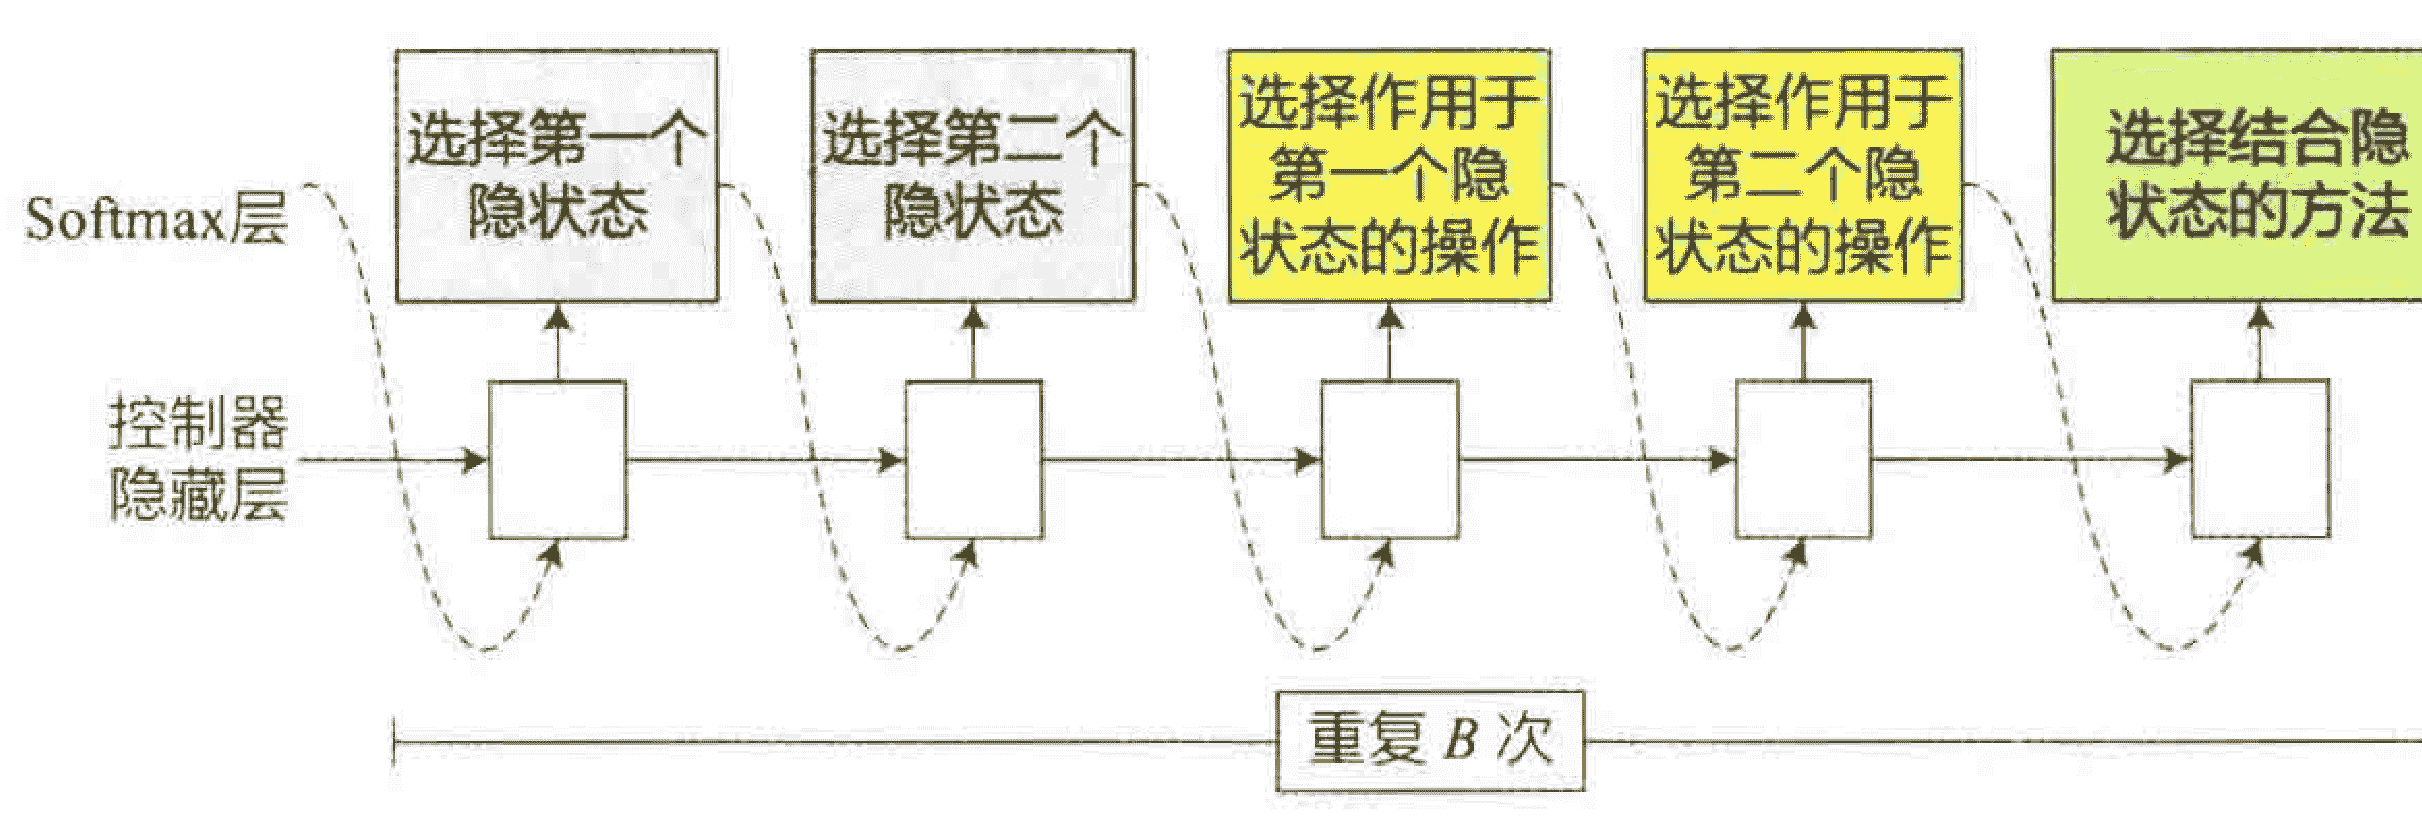 选择第一个
隐状态
选择第二个
隐状态
选择作用于
第一个隐
状态的操作
选择作用于
第二个隐
状态的操作
选择结合隐
状态的方法
Softmax层
控制器
隐藏层
重复 B 次